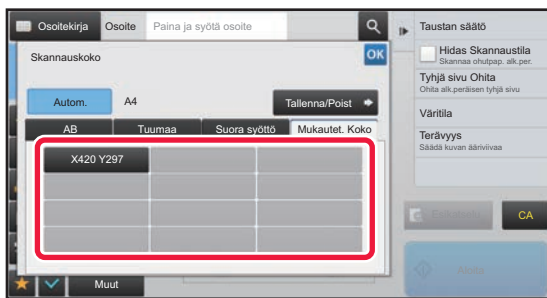 Osoitekirja
Osoite
Paina ja syötä osoite
Skannauskoko
OK
Autom.
A4
Tallenna/Poist
AB
Tuumaa
Suora syöttö
Mukautet. Koko
X420 Y297
Muut
Taustan säätö
Hidas Skannaustila
Skannaa ohutpap. alk.per.
Tyhjä sivu Ohita
Ohita alk.peräisen tyhjä sivu
Väritila
Terävyys
Säädä kuvan ääriviivaa
CA